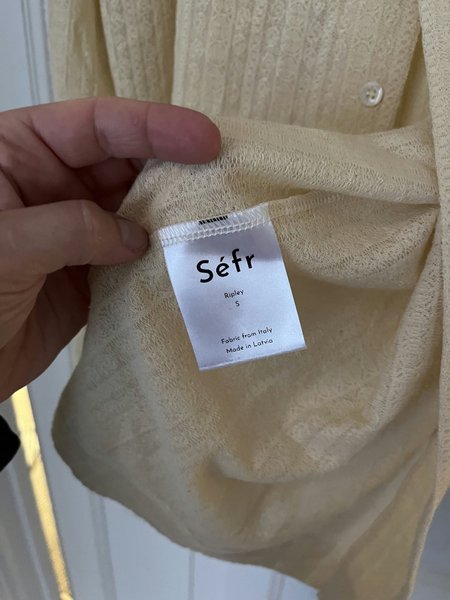 Séfr
Ripley
S
Fabric from Italy
Made in Latvia